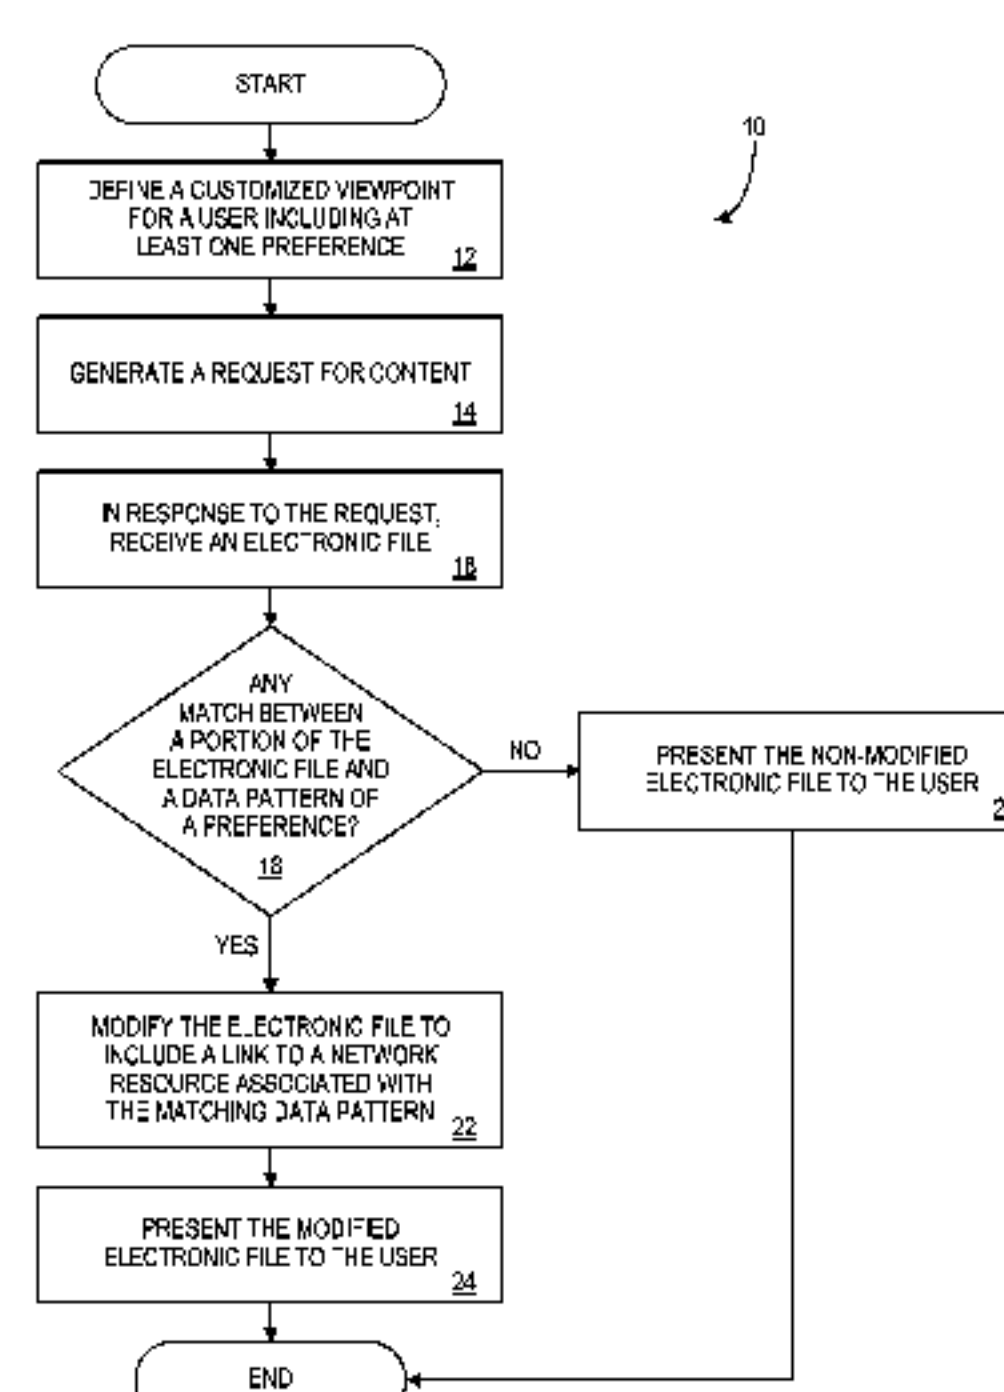 START
10
DEFINE A CUSTOMIZED VIEWPOINT
FOR A USER INCLUDING AT
LEAST ONE PREFERENCE
12
GENERATE A REQUEST FOR CONTENT
14
IN RESPONSE TO THE REQUEST,
RECEIVE AN ELECTRONIC FILE
ANY
MATCH BETWEEN
A PORTION OF THE
ELECTRONIC FILE AND
A DATA PATTERN OF
A PREFERENCE?
18
NO
PRESENT THE NON-MODIFIED
ELECTRONIC FILE TO THE USER
YES
MODIFY THE ELECTRONIC FILE TO
INCLUDE A LINK TO A NETWORK
RESOURCE ASSOCIATED WITH
THE MATCHING DATA PATTERN
22
PRESENT THE MODIFIED
ELECTRONIC FILE TO THE USER
24
END